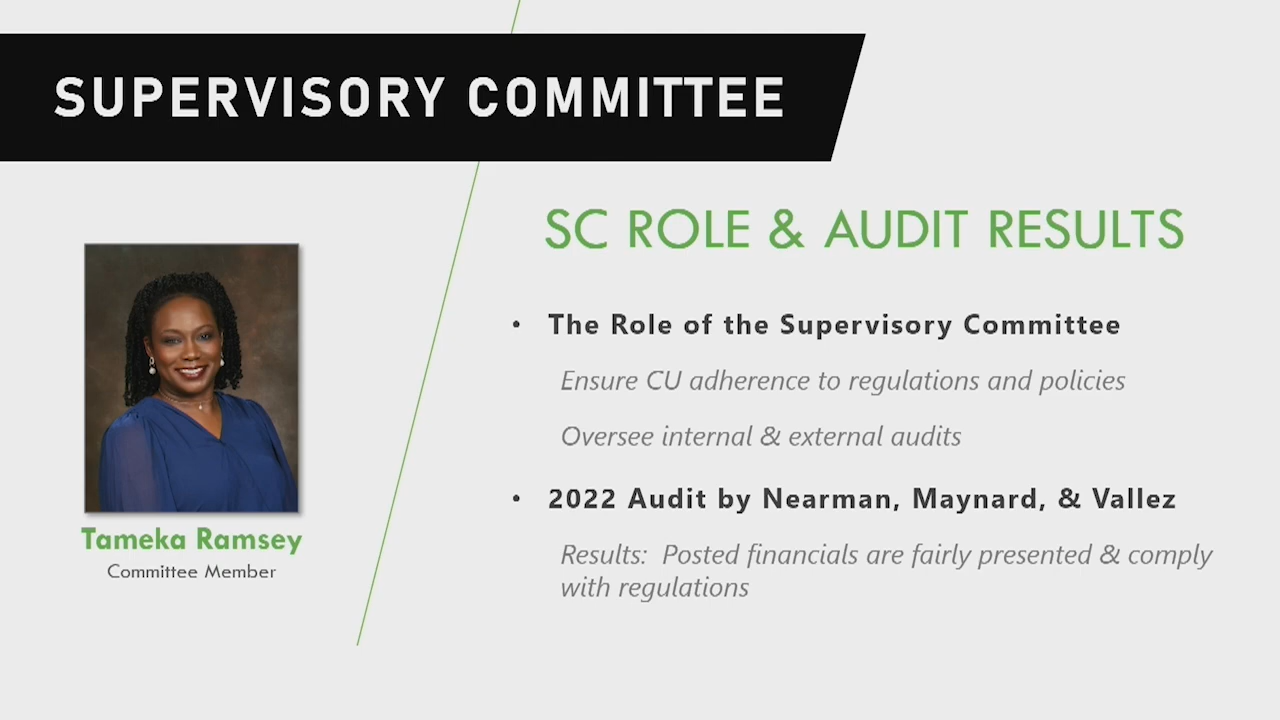 SUPERVISORY COMMITTEE
SC ROLE & AUDIT RESULTS
• The Role of the Supervisory Committee
Ensure CU adherence to regulations and policies
Oversee internal & external audits
• 2022 Audit by Nearman, Maynard, & Vallez
Results:  Posted financials are fairly presented & comply
with regulations
Tameka Ramsey
Committee Member